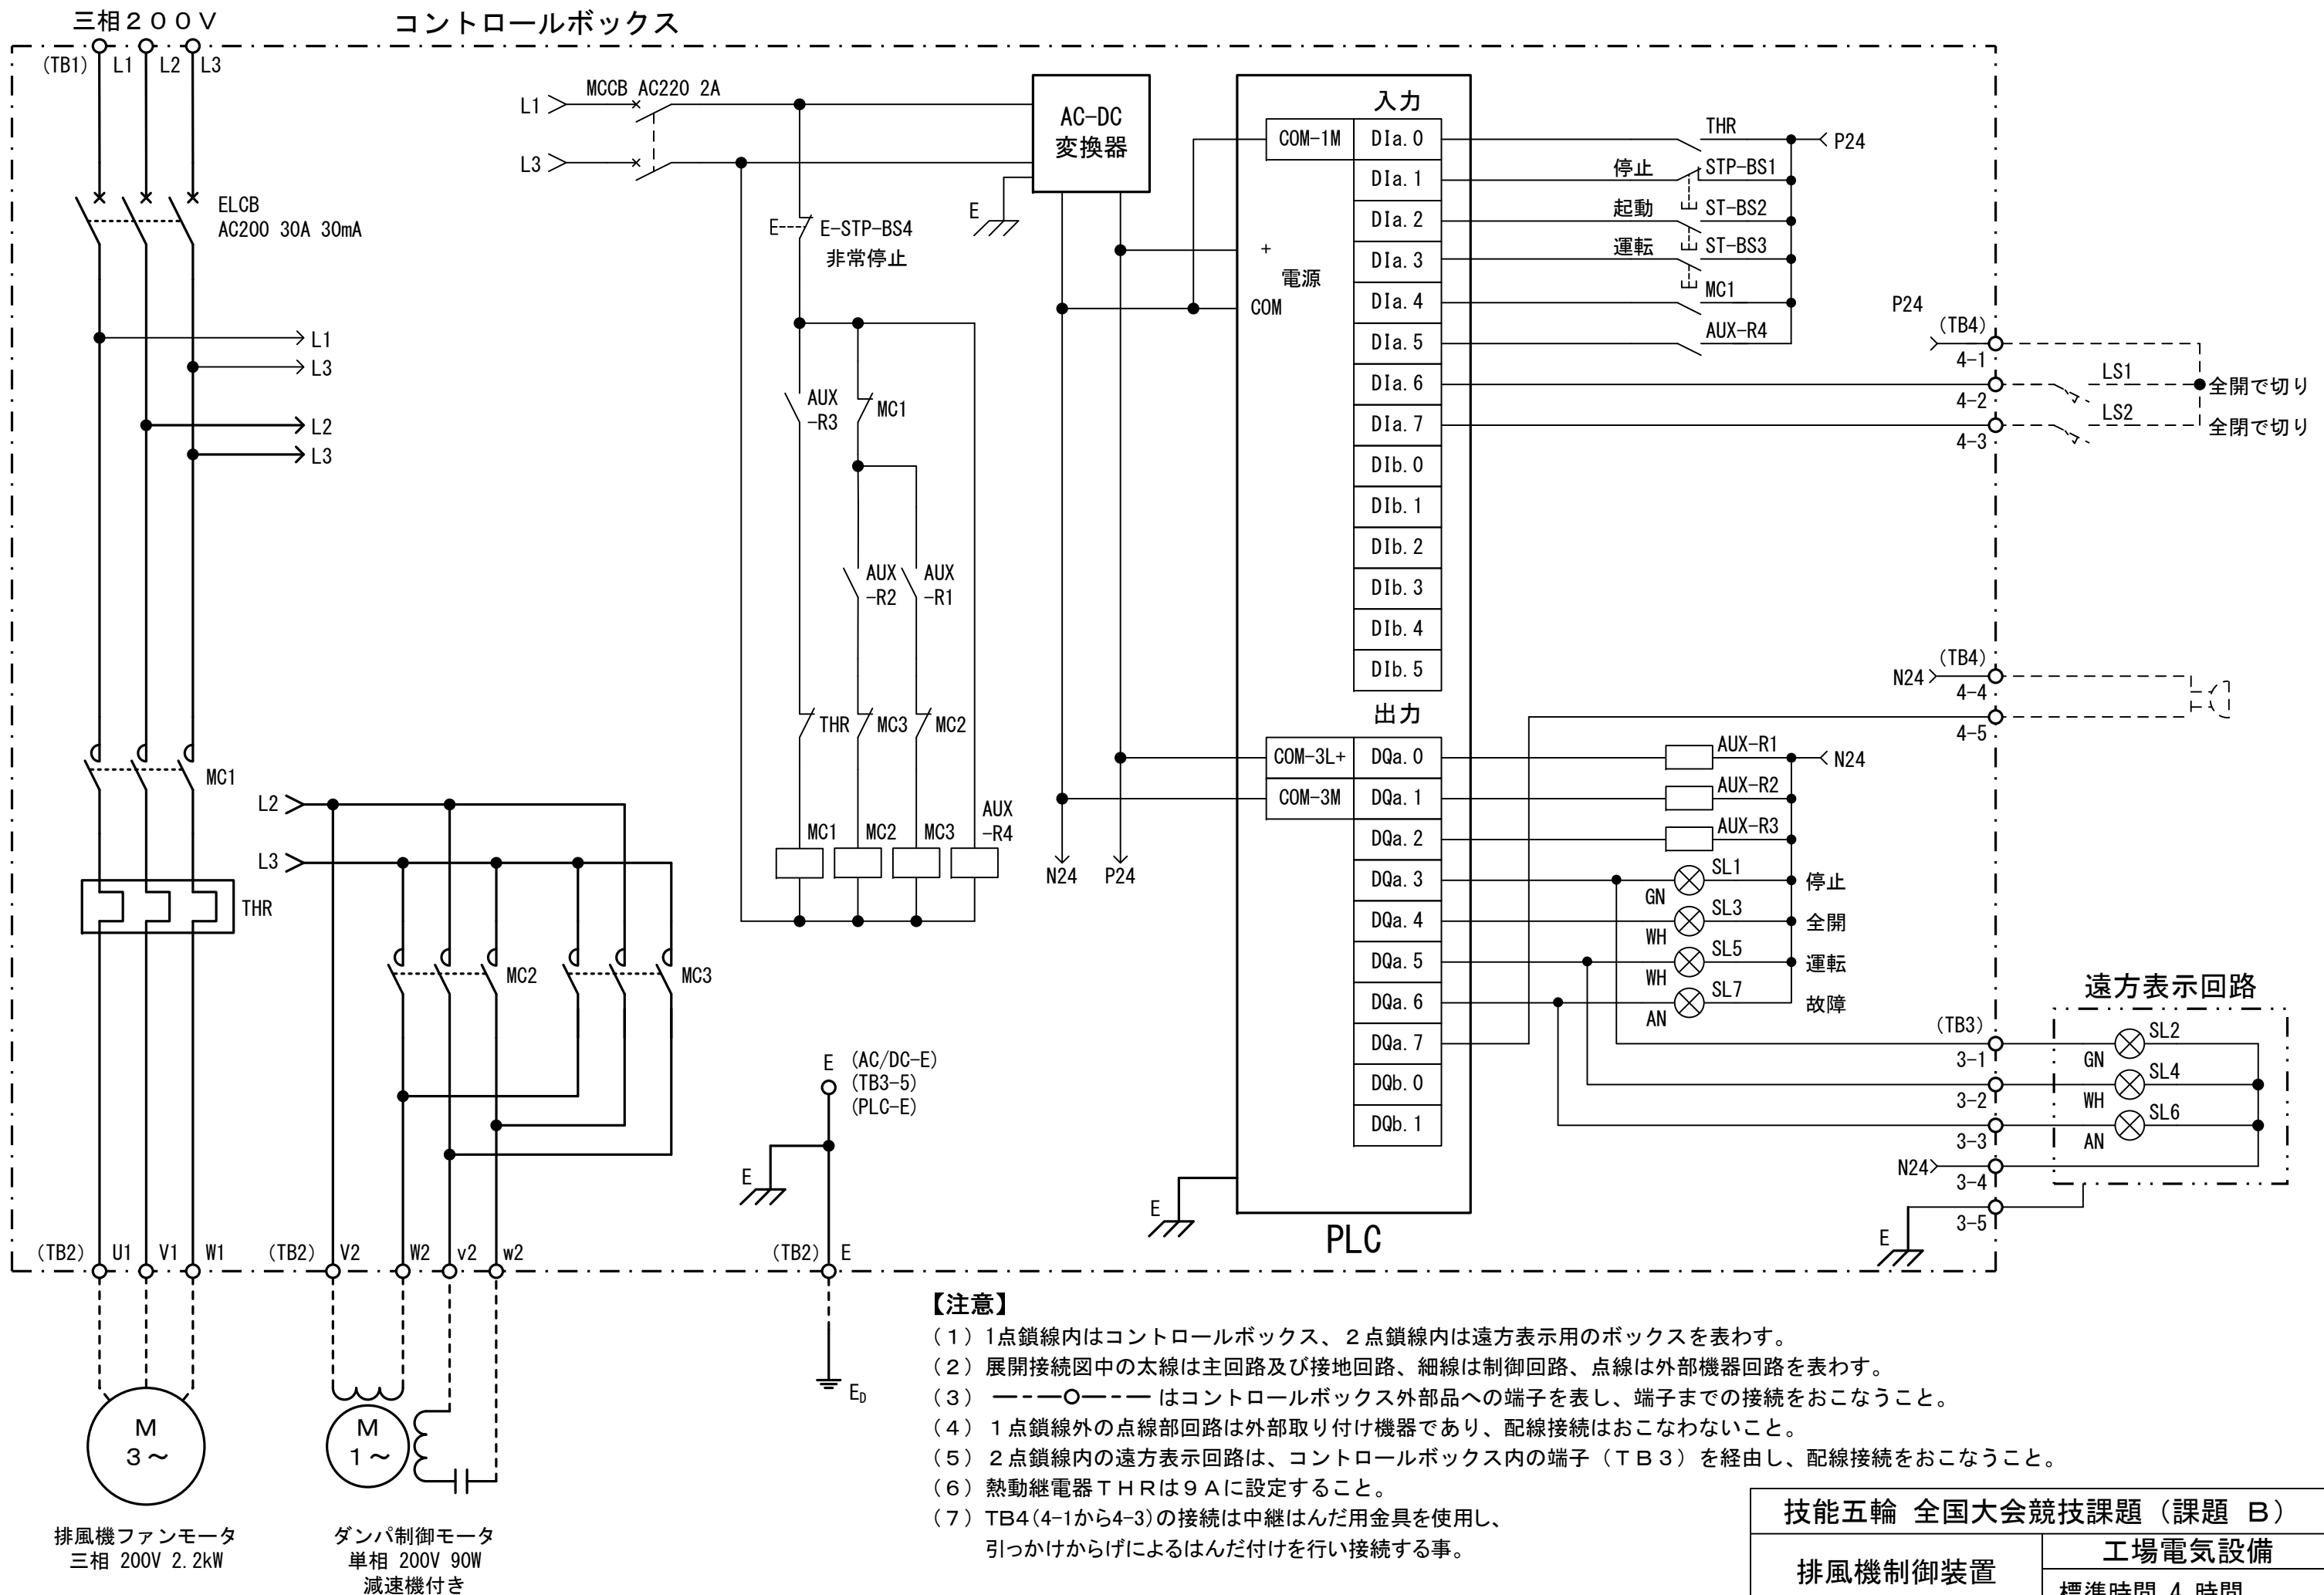 三相２００Ｖ
コントロールボックス
(TB1) L1 L2 L3
ELCB
AC200 30A 30mA
L1
L3
L2
L3
MC1
THR
L2
L3
MC2
MC3
(TB2) U1 V1 W1
(TB2) V2 W2 v2 w2
M
3～
M
1～
排風機ファンモータ
三相 200V 2.2kW
ダンパ制御モータ
単相 200V 90W
減速機付き
L1
MCCB AC220 2A
L3
AC-DC
変換器
E
E-STP-BS4
非常停止
AUX
-R3
MC1
AUX
-R2
AUX
-R1
THR
MC3
MC2
MC1
MC2
MC3
AUX
-R4
N24
P24
E
(AC/DC-E)
(TB3-5)
(PLC-E)
E
(TB2) E
ED
入力
COM-1M
DIa.0
DIa.1
DIa.2
DIa.3
DIa.4
DIa.5
DIa.6
DIa.7
DIb.0
DIb.1
DIb.2
DIb.3
DIb.4
DIb.5
+
電源
COM
出力
COM-3L+
COM-3M
DQa.0
DQa.1
DQa.2
DQa.3
DQa.4
DQa.5
DQa.6
DQa.7
DQb.0
DQb.1
E
PLC
THR
P24
停止 STP-BS1
起動 ST-BS2
運転 ST-BS3
MC1
AUX-R4
P24
(TB4)
4-1
4-2
4-3
LS1
全開で切り
LS2
全閉で切り
(TB4)
N24
4-4
4-5
AUX-R1
N24
AUX-R2
AUX-R3
SL1
GN
停止
SL3
WH
全開
SL5
WH
運転
SL7
AN
故障
遠方表示回路
(TB3)
3-1
3-2
3-3
N24
3-4
3-5
E
SL2
GN
SL4
WH
SL6
AN
【注意】
（１）1点鎖線内はコントロールボックス、２点鎖線内は遠方表示用のボックスを表わす。
（２）展開接続図中の太線は主回路及び接地回路、細線は制御回路、点線は外部機器回路を表わす。
（３） はコントロールボックス外部品への端子を表し、端子までの接続をおこなうこと。
（４）１点鎖線外の点線部回路は外部取り付け機器であり、配線接続はおこなわないこと。
（５）２点鎖線内の遠方表示回路は、コントロールボックス内の端子（ＴＢ３）を経由し、配線接続をおこなうこと。
（６）熱動継電器ＴＨＲは９Ａに設定すること。
（７）TB4(4-1から4-3)の接続は中継はんだ用金具を使用し、
引っかけからげによるはんだ付けを行い接続する事。
技能五輪 全国大会競技課題（課題 Ｂ）
排風機制御装置
工場電気設備
標準時間 4 時間